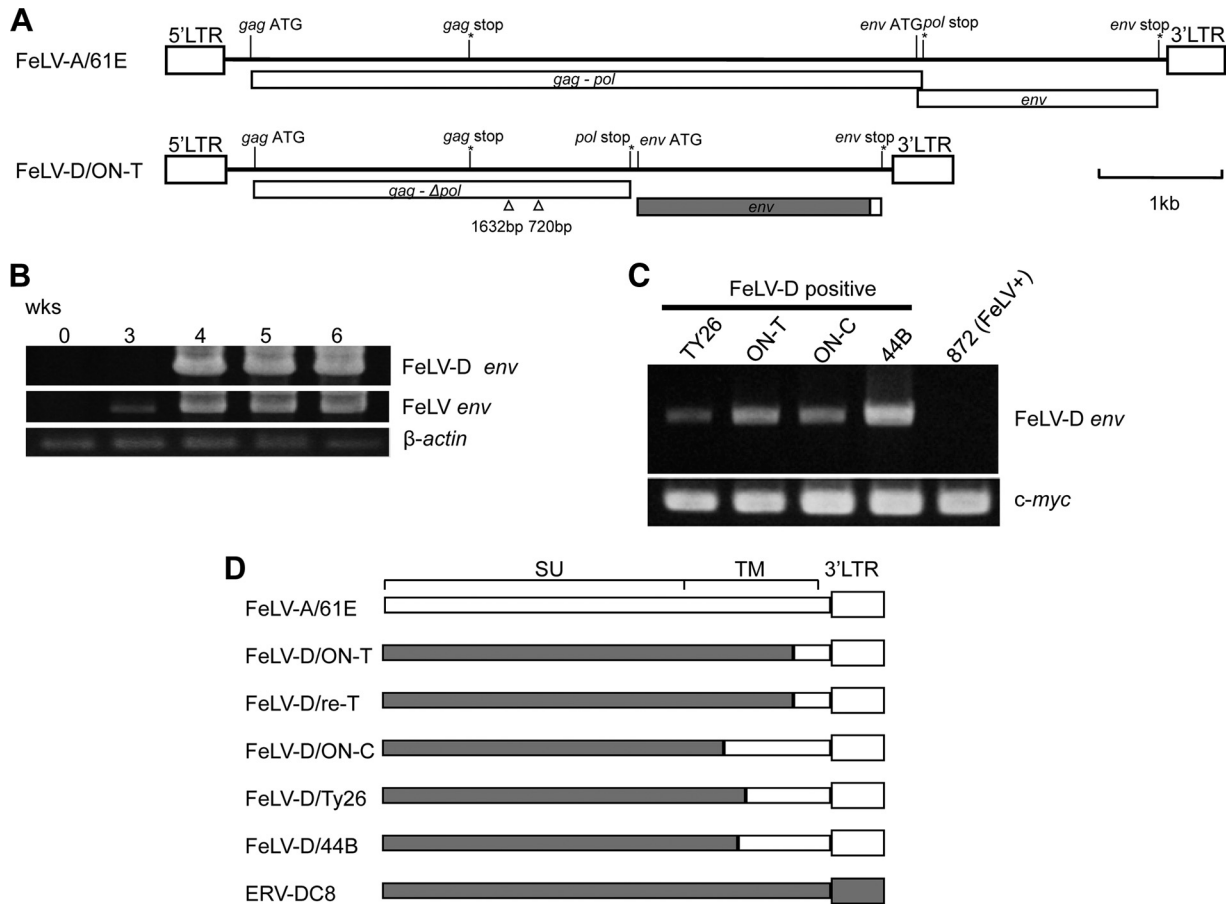 A
5'LTR
gag ATG
gag stop
*
env ATG
pol stop
*
env stop
*
3'LTR
FeLV-A/61E
gag - pol
env
5'LTR
gag ATG
gag stop
*
pol stop
*
env ATG
env stop
*
3'LTR
FeLV-D/ON-T
gag - Δpol
env
1632bp 720bp
1kb
B
wks
0 3 4 5 6
FeLV-D env
FeLV env
β-actin
C
FeLV-D positive
TY26
ON-T
ON-C
44B
872 (FeLV+)
FeLV-D env
c-myc
D
SU TM 3'LTR
FeLV-A/61E
FeLV-D/ON-T
FeLV-D/re-T
FeLV-D/ON-C
FeLV-D/Ty26
FeLV-D/44B
ERV-DC8